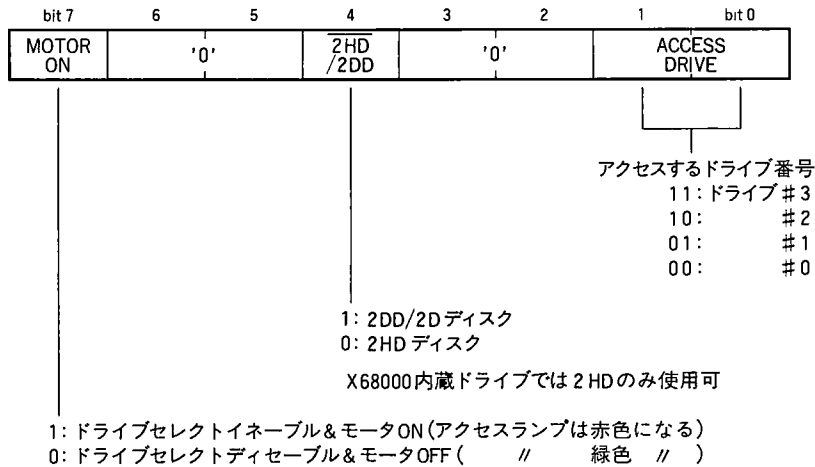 bit 7 6 5 4 3 2 1 bit 0
MOTOR ON '0' 2HD/2DD '0' ACCESS DRIVE
アクセスするドライブ番号
11:ドライブ#3
10: #2
01: #1
00: #0
1:2DD/2Dディスク
0:2HDディスク
X68000内蔵ドライブでは2HDのみ使用可
1:ドライブセレクトイネーブル&モータON(アクセスランプは赤色になる)
0:ドライブセレクトディセーブル&モータOFF( 〃 緑色 〃 )